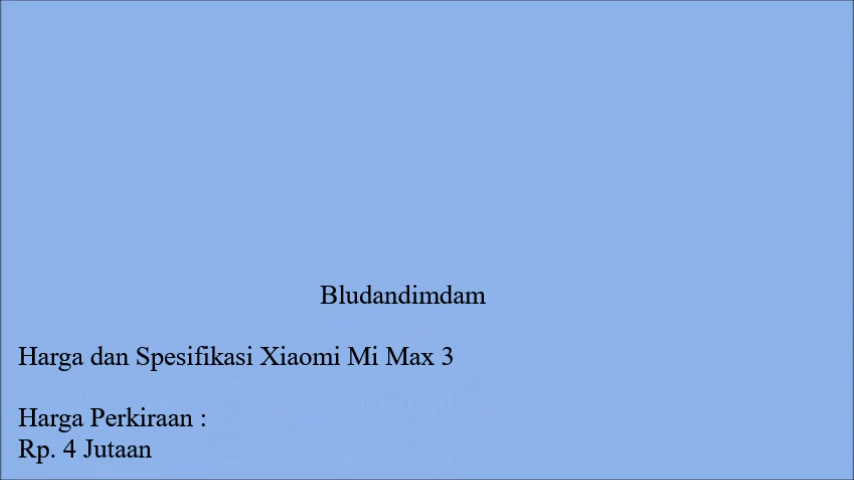 Bludandimdam
Harga dan Spesifikasi Xiaomi Mi Max 3
Harga Perkiraan :
Rp. 4 Jutaan